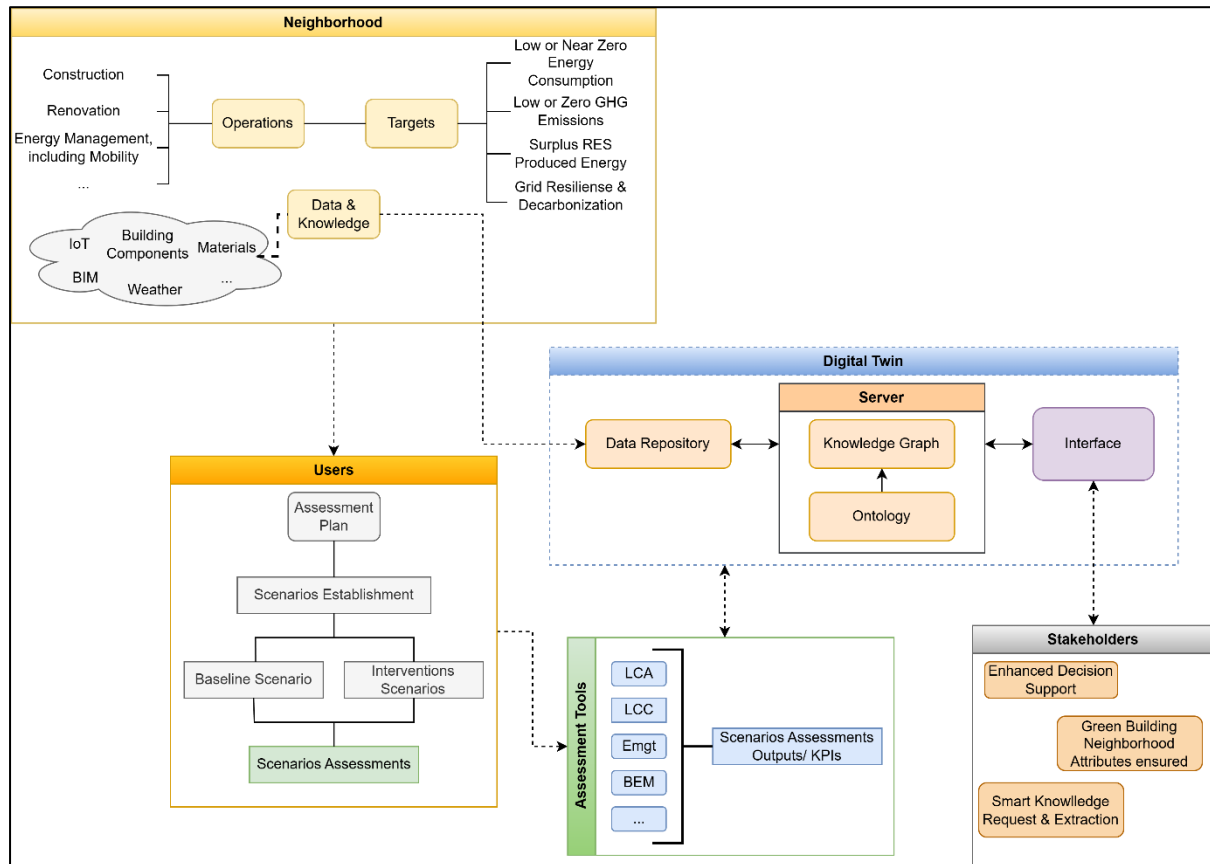 Neighborhood
Construction
Renovation
Energy Management,
including Mobility
...
Operations
Targets
Low or Near Zero
Energy
Consumption
Low or Zero GHG
Emissions
Surplus RES
Produced Energy
Grid Resiliense &
Decarbonization
Data &
Knowledge
IoT
Building
Components
Materials
BIM
Weather
...
Digital Twin
Data Repository
Server
Knowledge Graph
Ontology
Interface
Users
Assessment
Plan
Scenarios Establishment
Baseline Scenario
Interventions
Scenarios
Scenarios Assessments
Assessment Tools
LCA
LCC
Emgt
BEM
...
Scenarios Assessments
Outputs/ KPIs
Stakeholders
Enhanced Decision
Support
Green Building
Neighborhood
Attributes ensured
Smart Knowlledge
Request & Extraction